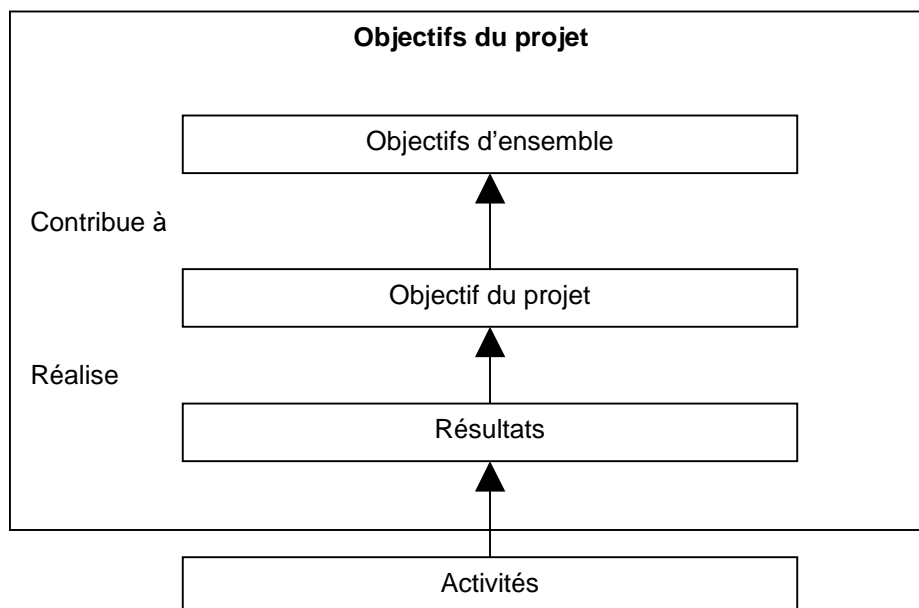 Objectifs du projet
Objectifs d’ensemble
Contribue à
Objectif du projet
Réalise
Résultats
Activités